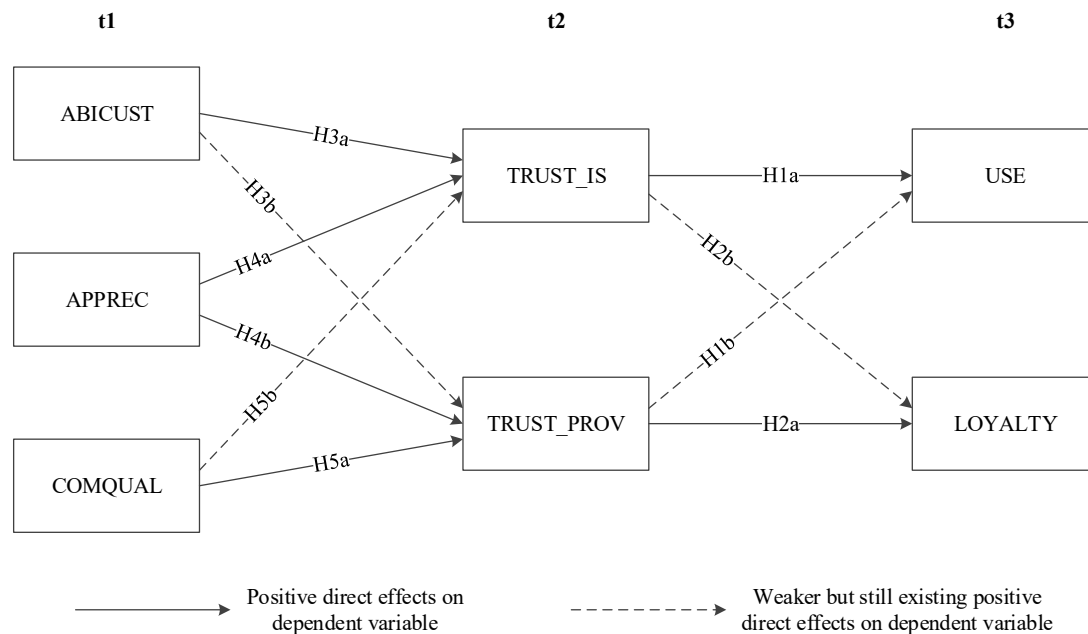 t1
t2
t3
ABICUST
APPREC
COMQUAL
H3a
H3b
H4a
H4b
H5b
H5a
TRUST_IS
TRUST_PROV
H1a
H2b
H1b
H2a
USE
LOYALTY
Positive direct effects on
dependent variable
Weaker but still existing positive
direct effects on dependent variable